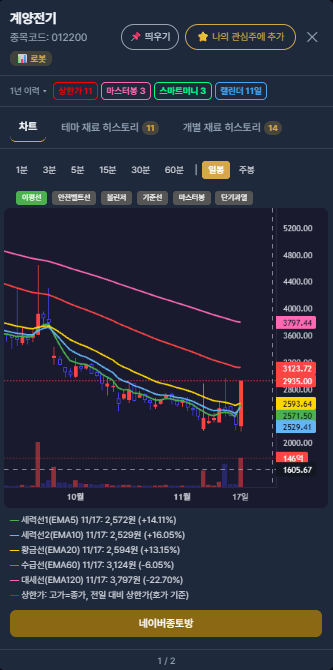 계양전기
종목코드: 012200
📌 띄우기
⭐ 나의 관심주에 추가
📊 로봇
1년 이력 •
상한가 11
마스터봉 3
스마트머니 3
캘린더 11일
차트
테마 재료 히스토리 11
개별 재료 히스토리 14
1분 3분 5분 15분 30분 60분 | 일봉 주봉
이평선 안전벨트선 볼린저 기준선 마스터봉 단기과열
5200.00
4800.00
4400.00
4000.00
3797.44
3600.00
3200.00
3123.72
2935.00
2800.00
2593.64
2571.50
2529.41
2000.00
146억
1605.67
10월 11월 17일
세력선1(EMA5) 11/17: 2,572원 (+14.11%)
세력선2(EMA10) 11/17: 2,529원 (+16.05%)
황금선(EMA20) 11/17: 2,594원 (+13.15%)
수급선(EMA60) 11/17: 3,124원 (-6.05%)
대세선(EMA120) 11/17: 3,797원 (-22.70%)
상한가: 고가=종가, 전일 대비 상한가(호가 기준)
네이버종토방
1 / 2